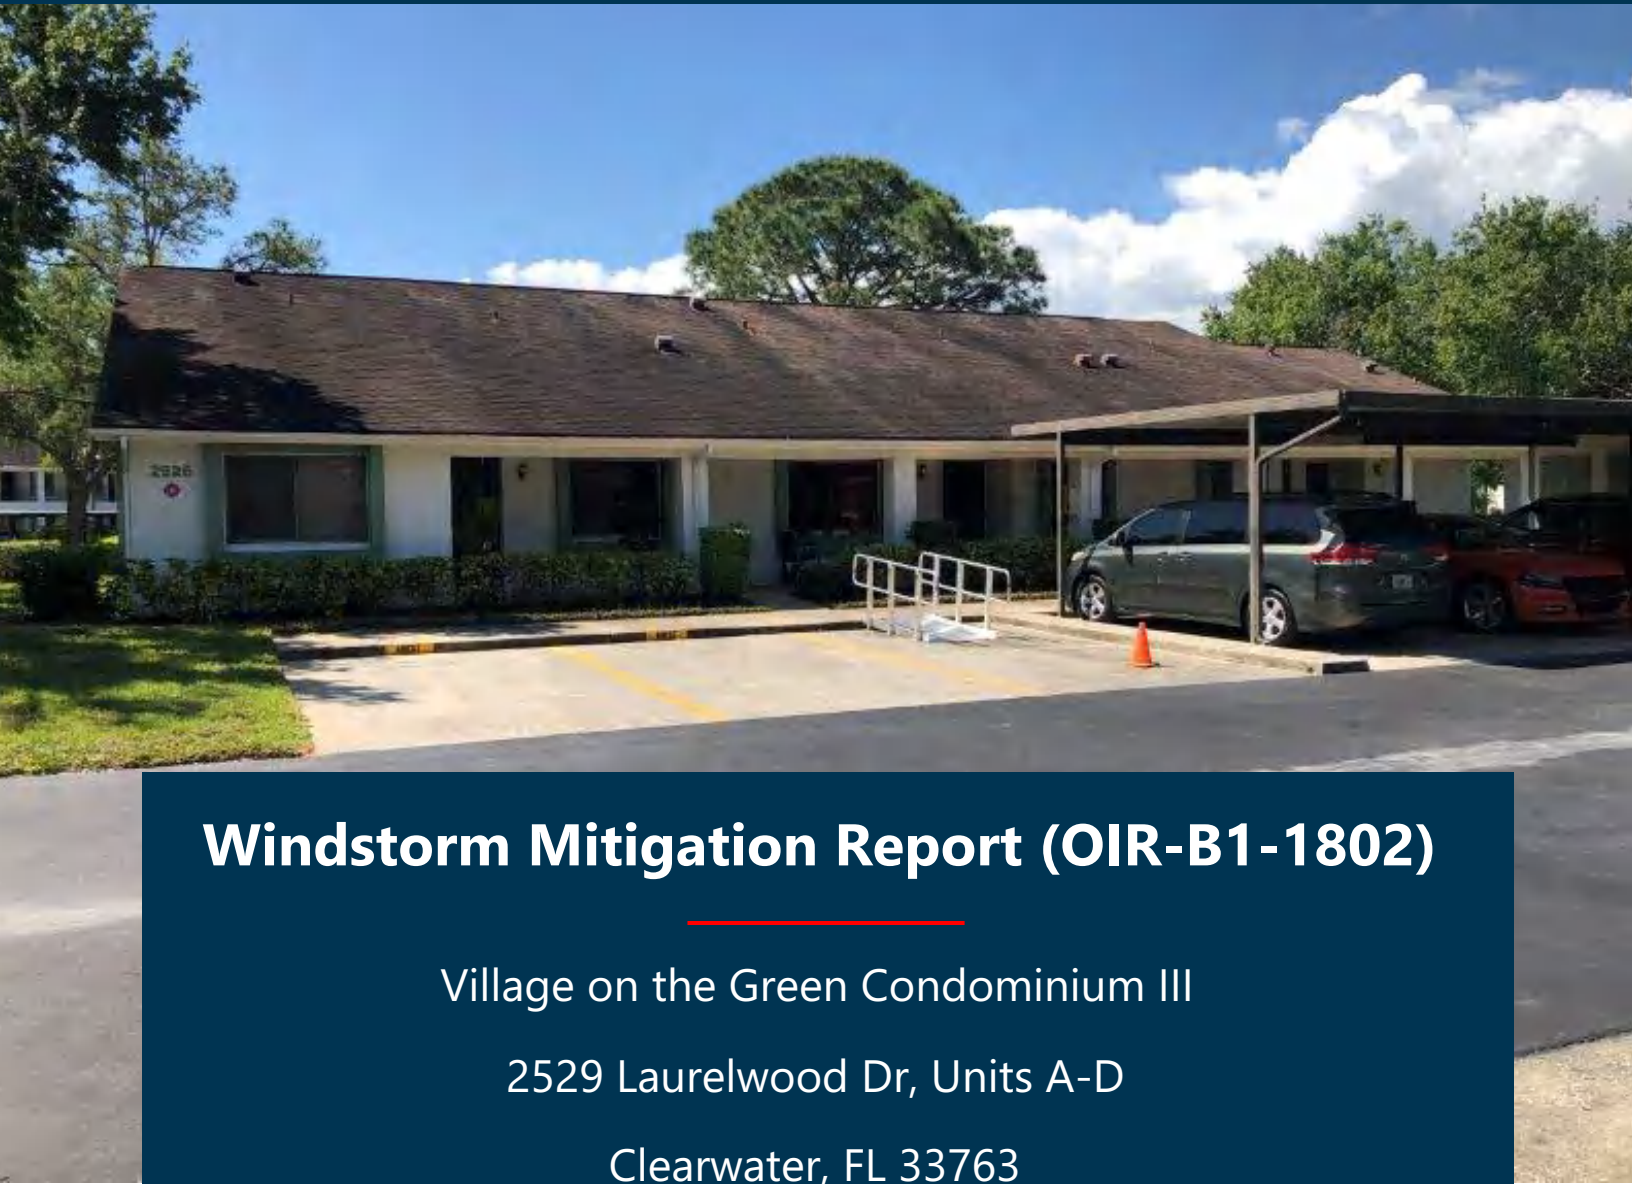 Windstorm Mitigation Report (OIR-B1-1802)
Village on the Green Condominium III
2529 Laurelwood Dr, Units A-D
Clearwater, FL 33763